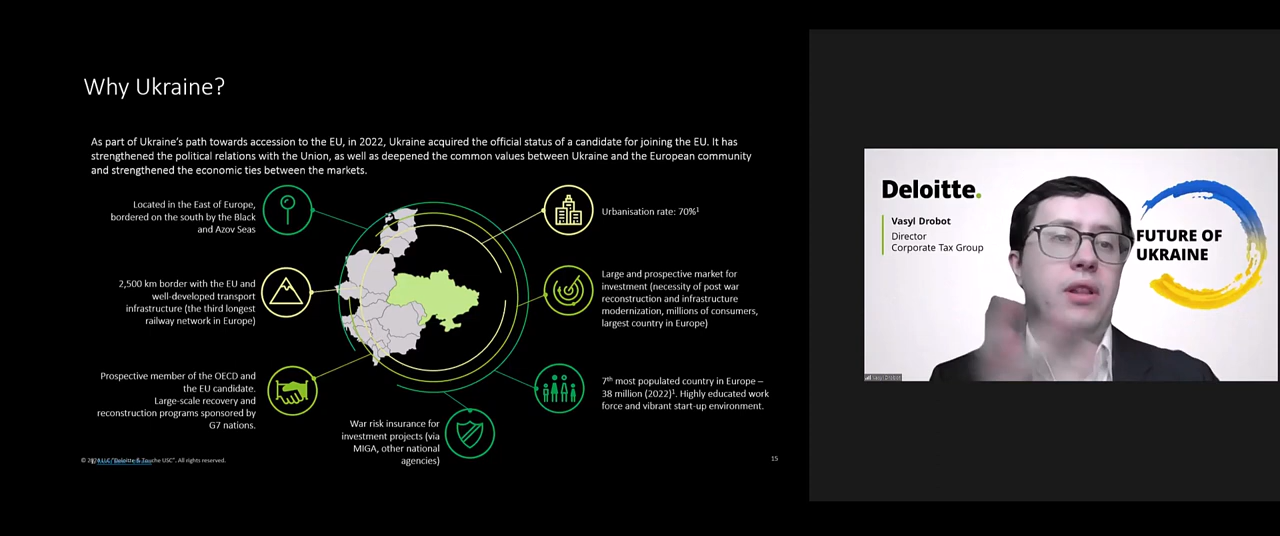 Why Ukraine?
As part of Ukraine's path towards accession to the EU, in 2022, Ukraine acquired the official status of a candidate for joining the EU. It has
strengthened the political relations with the Union, as well as deepened the common values between Ukraine and the European community
and strengthened the economic ties between the markets.
Located in the East of Europe,
bordered on the south by the Black
and Azov Seas
2,500 km border with the EU and
well-developed transport
infrastructure (the third longest
railway network in Europe)
Prospective member of the OECD and
the EU candidate.
Large-scale recovery and
reconstruction programs sponsored by
G7 nations.
War risk insurance for
investment projects (via
MIGA, other national
agencies)
Urbanisation rate: 70%¹
Large and prospective market for
investment (necessity of post war
reconstruction and infrastructure
modernization, millions of consumers,
largest country in Europe)
7th most populated country in Europe –
38 million (2022)¹. Highly educated work
force and vibrant start-up environment.
LLC "Deloitte & Touche USC". All rights reserved.
15
Deloitte.
Vasyl Drobot
Director
Corporate Tax Group
FUTURE OF
UKRAINE